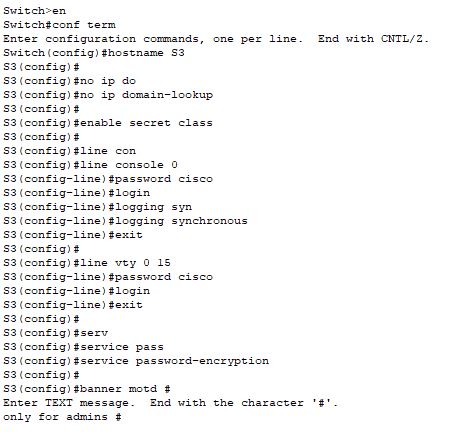 Switch>en
Switch#conf term
Enter configuration commands, one per line.  End with CNTL/Z.
Switch(config)#hostname S3
S3(config)#
S3(config)#no ip do
S3(config)#no ip domain-lookup
S3(config)#
S3(config)#enable secret class
S3(config)#
S3(config)#line con
S3(config)#line console 0
S3(config-line)#password cisco
S3(config-line)#login
S3(config-line)#logging syn
S3(config-line)#logging synchronous
S3(config-line)#exit
S3(config)#
S3(config)#line vty 0 15
S3(config-line)#password cisco
S3(config-line)#login
S3(config-line)#exit
S3(config)#
S3(config)#serv
S3(config)#service pass
S3(config)#service password-encryption
S3(config)#
S3(config)#banner motd #
Enter TEXT message.  End with the character '#'.
only for admins #